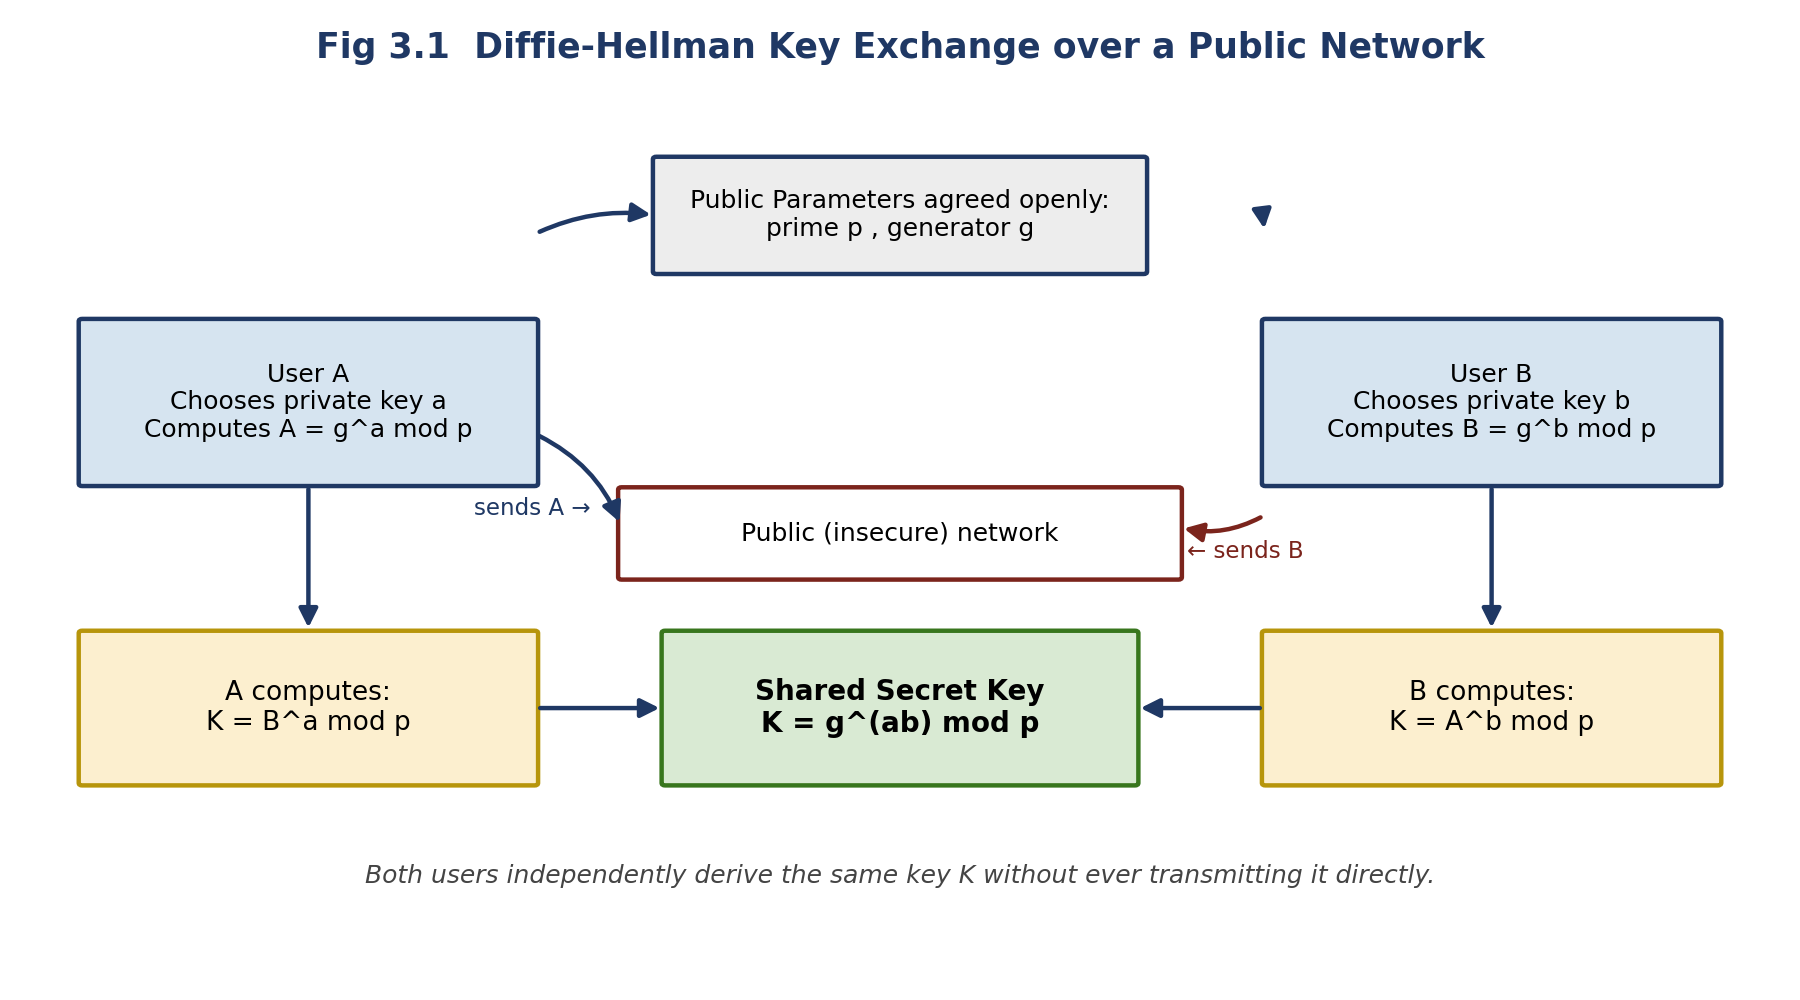 Fig 3.1  Diffie-Hellman Key Exchange over a Public Network
Public Parameters agreed openly:
prime p , generator g
User A
Chooses private key a
Computes A = g^a mod p
User B
Chooses private key b
Computes B = g^b mod p
sends A →
Public (insecure) network
← sends B
A computes:
K = B^a mod p
Shared Secret Key
K = g^(ab) mod p
B computes:
K = A^b mod p
Both users independently derive the same key K without ever transmitting it directly.